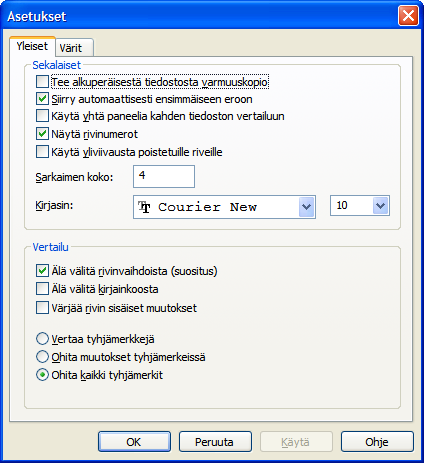 Asetukset
Yleiset Värit
Sekalaiset
Tee alkuperäisestä tiedostosta varmuuskopio
Siirry automaattisesti ensimmäiseen eroon
Käytä yhtä paneelia kahden tiedoston vertailuun
Näytä rivinumerot
Käytä yliviivausta poistetuille riveille
Sarkaimen koko: 4
Kirjasin: Courier New 10
Vertailu
Älä välitä rivinvaihdoista (suositus)
Älä välitä kirjainkoosta
Värjää rivin sisäiset muutokset
Vertaa tyhjämerkkejä
Ohita muutokset tyhjämerkeissä
Ohita kaikki tyhjämerkit
OK Peruuta Käytä Ohje